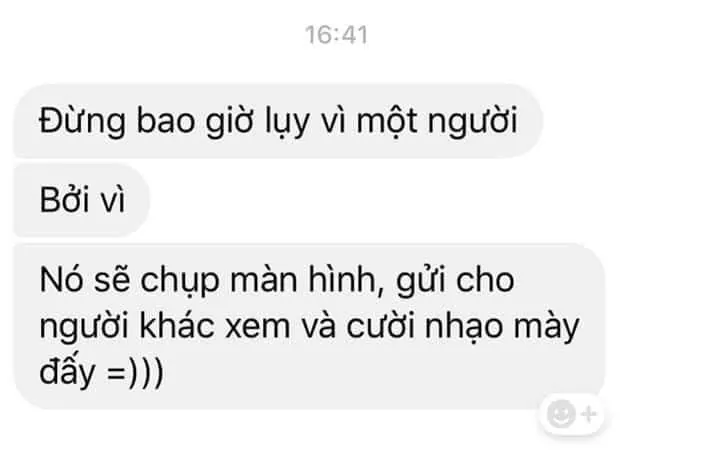 16:41
Đừng bao giờ lụy vì một người
Bởi vì
Nó sẽ chụp màn hình, gửi cho
người khác xem và cười nhạo mày
đấy =)))